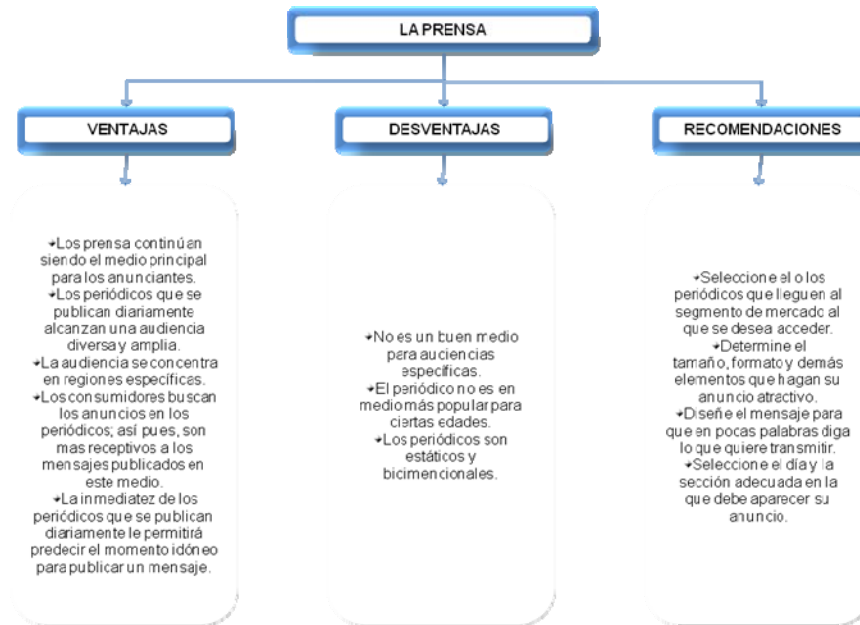 LA PRENSA
VENTAJAS
Los prensa continúan
siendo el medio principal
para los anunciantes.
Los periódicos que se
publican diariamente
alcanzan una audiencia
diversa y amplia.
La audiencia se concentra
en regiones específicas.
Los consumidores buscan
los anuncios en los
periódicos; así pues, son
mas receptivos a los
mensajes publicados en
este medio.
La inmediatez de los
periódicos que se publican
diariamente le permitirá
predecir el momento idóneo
para publicar un mensaje.
DESVENTAJAS
No es un buen medio
para auciencias
específicas.
El periódico no es en
medio más popular para
ciertas edades.
Los periódicos son
estáticos y
bicimencionales.
RECOMENDACIONES
Seleccione el o los
periódicos que lleguen al
segmento de mercado al
que se desea acceder.
Determine el
tamaño, formato y demás
elementos que hagan su
anuncio atractivo.
Diseñe el mensaje para
que en pocas palabras diga
lo que quiere transmitir.
Seleccione el día y la
sección adecuada en la
que debe aparecer su
anuncio.